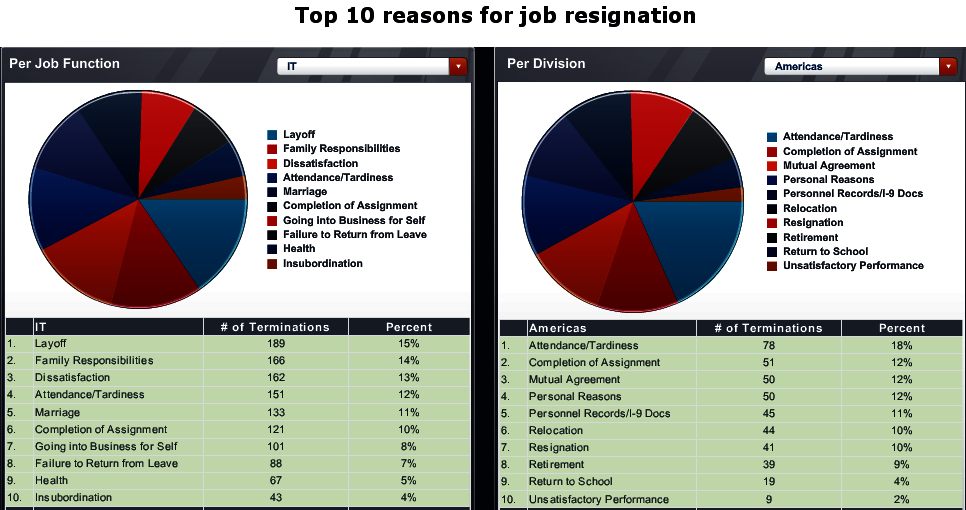 Top 10 reasons for job resignation
Per Job Function
IT
Layoff
Family Responsibilities
Dissatisfaction
Attendance/Tardiness
Marriage
Completion of Assignment
Going into Business for Self
Failure to Return from Leave
Health
Insubordination
IT # of Terminations Percent
1. Layoff 189 15%
2. Family Responsibilities 166 14%
3. Dissatisfaction 162 13%
4. Attendance/Tardiness 151 12%
5. Marriage 133 11%
6. Completion of Assignment 121 10%
7. Going into Business for Self 101 8%
8. Failure to Return from Leave 88 7%
9. Health 67 5%
10. Insubordination 43 4%
Per Division
Americas
Attendance/Tardiness
Completion of Assignment
Mutual Agreement
Personal Reasons
Personnel Records/I-9 Docs
Relocation
Resignation
Retirement
Return to School
Unsatisfactory Performance
Americas # of Terminations Percent
1. Attendance/Tardiness 78 18%
2. Completion of Assignment 51 12%
3. Mutual Agreement 50 12%
4. Personal Reasons 50 12%
5. Personnel Records/I-9 Docs 45 11%
6. Relocation 44 10%
7. Resignation 41 10%
8. Retirement 39 9%
9. Return to School 19 4%
10. Unsatisfactory Performance 9 2%